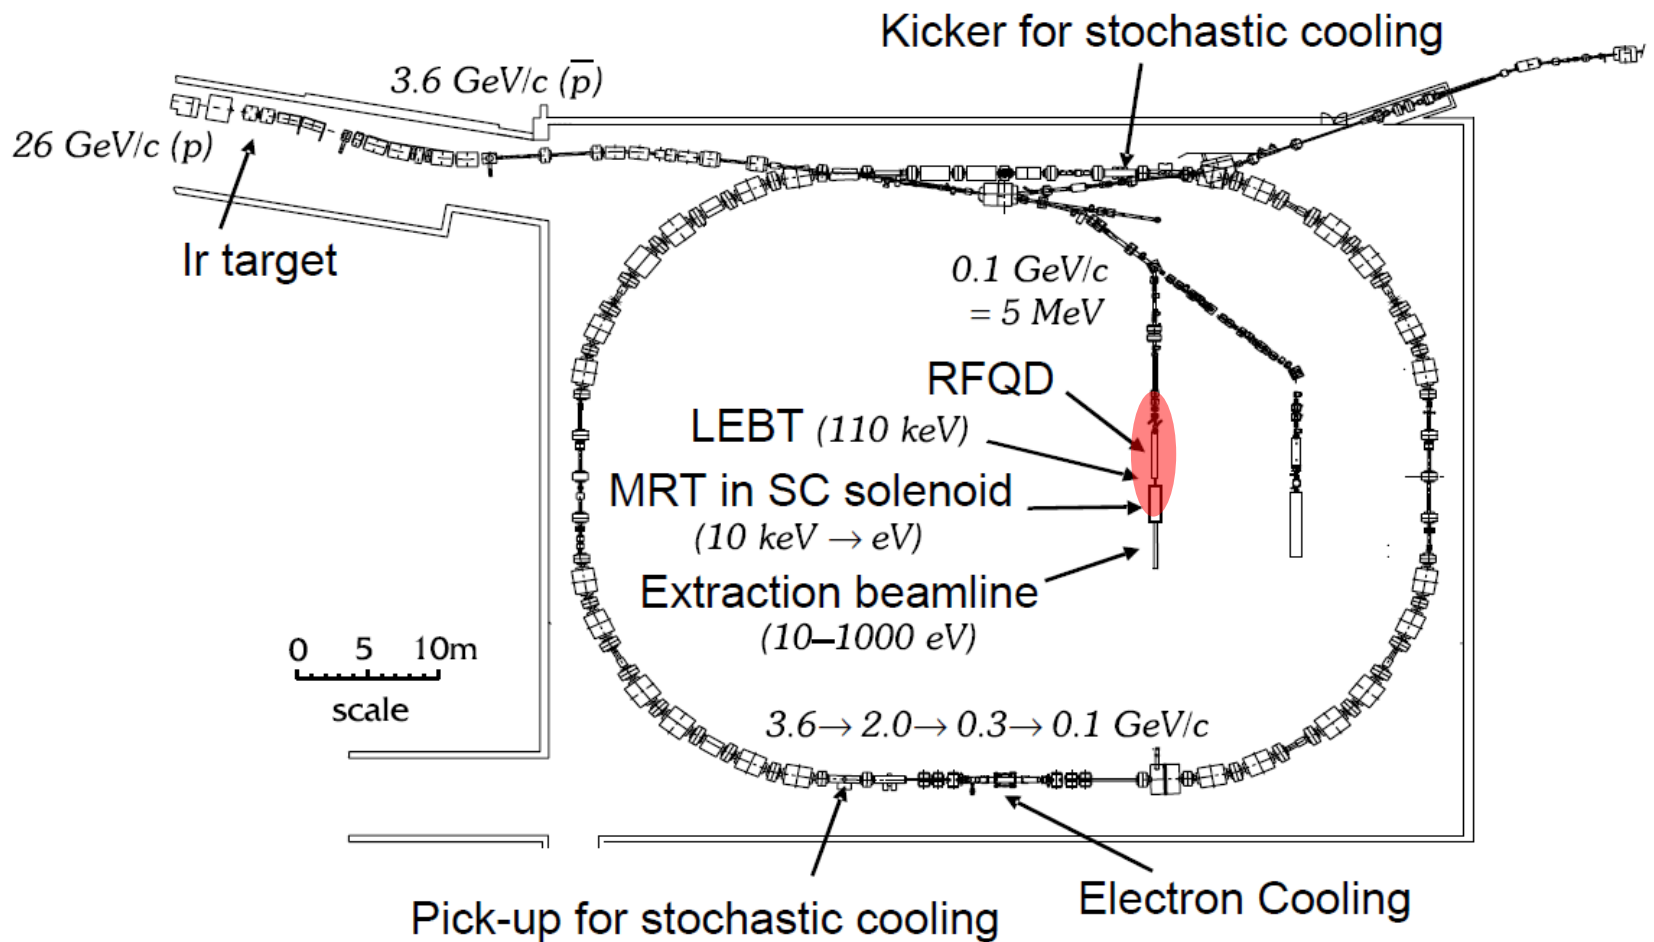 Kicker for stochastic cooling
3.6 GeV/c (p̅)
26 GeV/c (p)
Ir target
0.1 GeV/c
= 5 MeV
RFQD
LEBT (110 keV)
MRT in SC solenoid
(10 keV → eV)
Extraction beamline
(10–1000 eV)
0 5 10m
scale
3.6→ 2.0→ 0.3→ 0.1 GeV/c
Electron Cooling
Pick-up for stochastic cooling